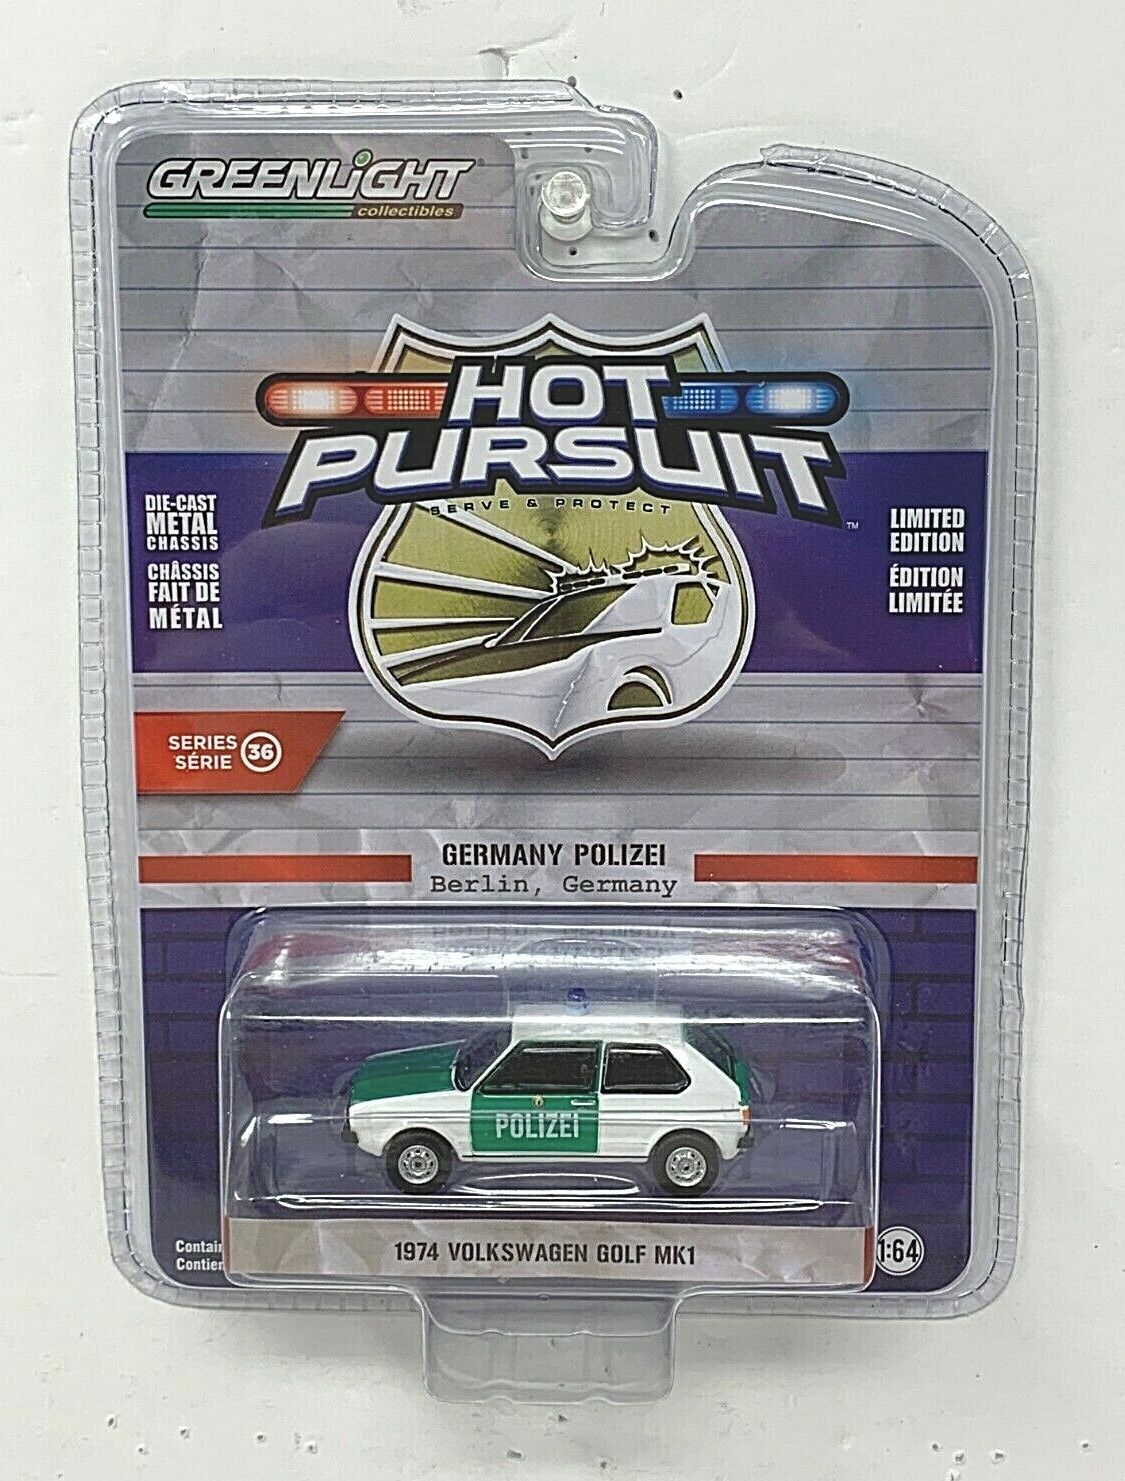 GREENLiGHT®
collectibles
HOT
PURSUIT
SERVE & PROTECT
™
DIE-CAST
METAL
CHASSIS
CHÂSSIS
FAIT DE
MÉTAL
LIMITED
EDITION
ÉDITION
LIMITÉE
SERIES
SÉRIE
36
GERMANY POLIZEI
Berlin, Germany
POLIZEI
1974 VOLKSWAGEN GOLF MK1
1:64